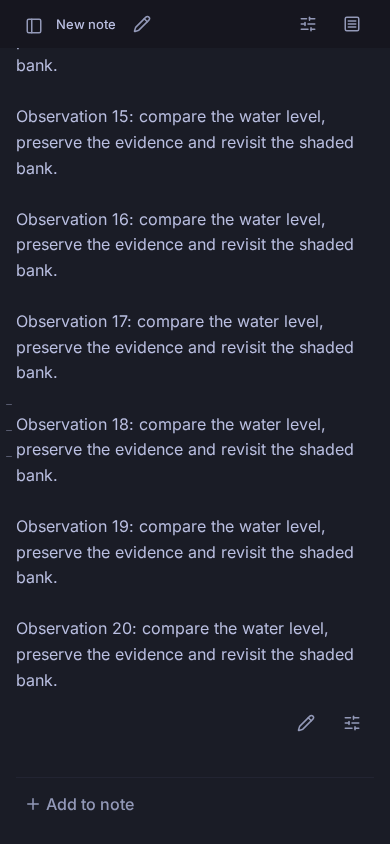 New note
bank.
Observation 15: compare the water level,
preserve the evidence and revisit the shaded
bank.
Observation 16: compare the water level,
preserve the evidence and revisit the shaded
bank.
Observation 17: compare the water level,
preserve the evidence and revisit the shaded
bank.
Observation 18: compare the water level,
preserve the evidence and revisit the shaded
bank.
Observation 19: compare the water level,
preserve the evidence and revisit the shaded
bank.
Observation 20: compare the water level,
preserve the evidence and revisit the shaded
bank.
Add to note